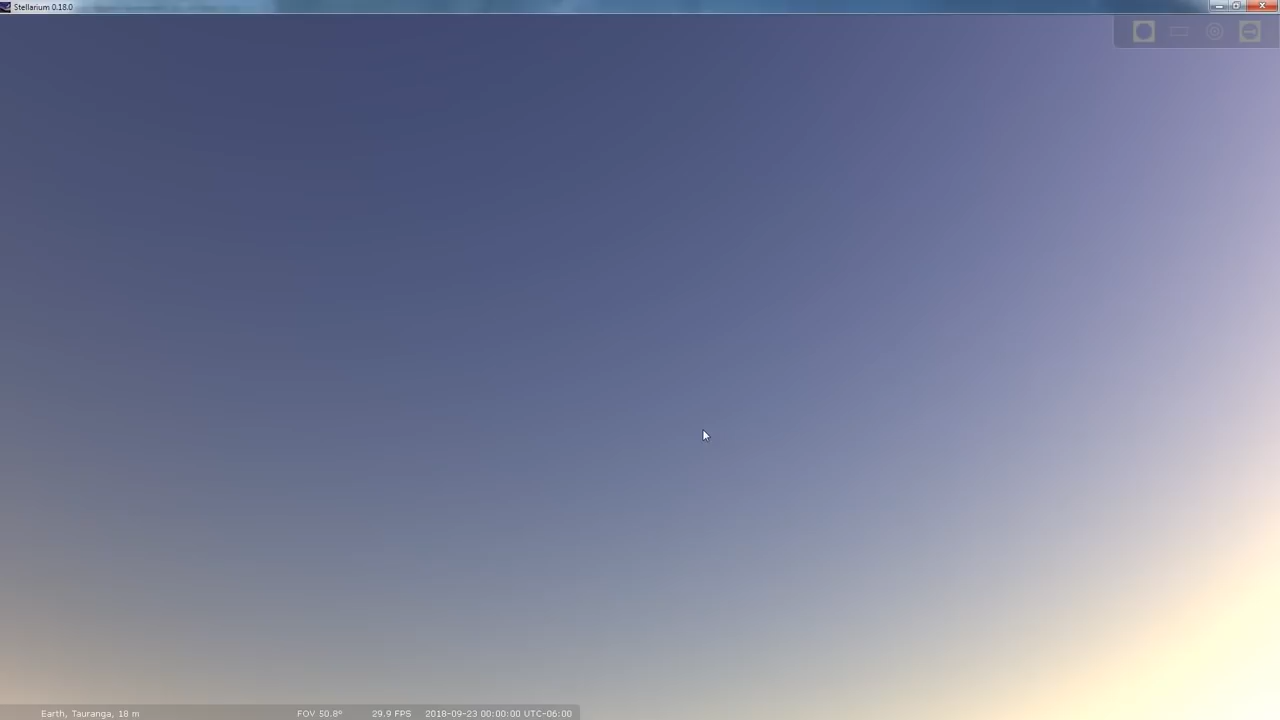 Stellarium 0.18.0
Earth, Tauranga, 18 m FOV 50.8° 29.9 FPS 2018-09-23 00:00:00 UTC-06:00